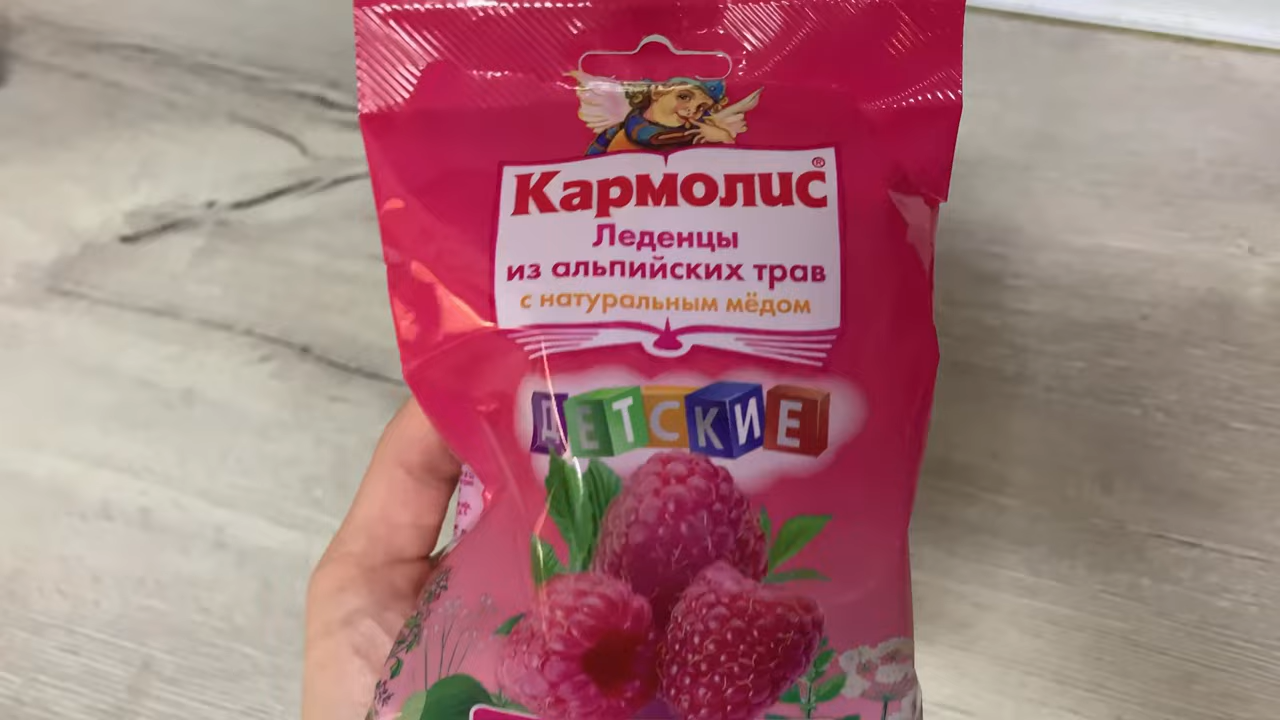 Кармолис®
Леденцы
из альпийских трав
с натуральным мёдом
ДЕТСКИЕ